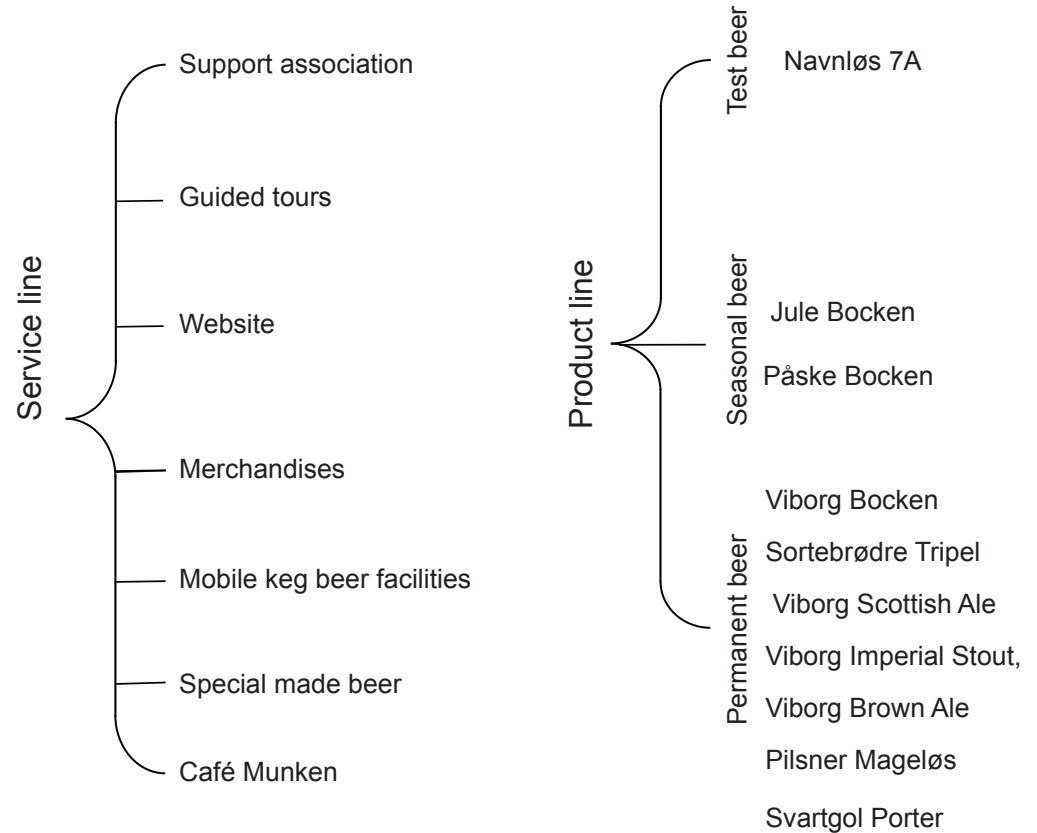 Service line
Support association
Guided tours
Website
Merchandises
Mobile keg beer facilities
Special made beer
Café Munken
Product line
Test beer
Navnløs 7A
Seasonal beer
Jule Bocken
Påske Bocken
Permanent beer
Viborg Bocken
Sortebrødre Tripel
Viborg Scottish Ale
Viborg Imperial Stout,
Viborg Brown Ale
Pilsner Mageløs
Svartgol Porter